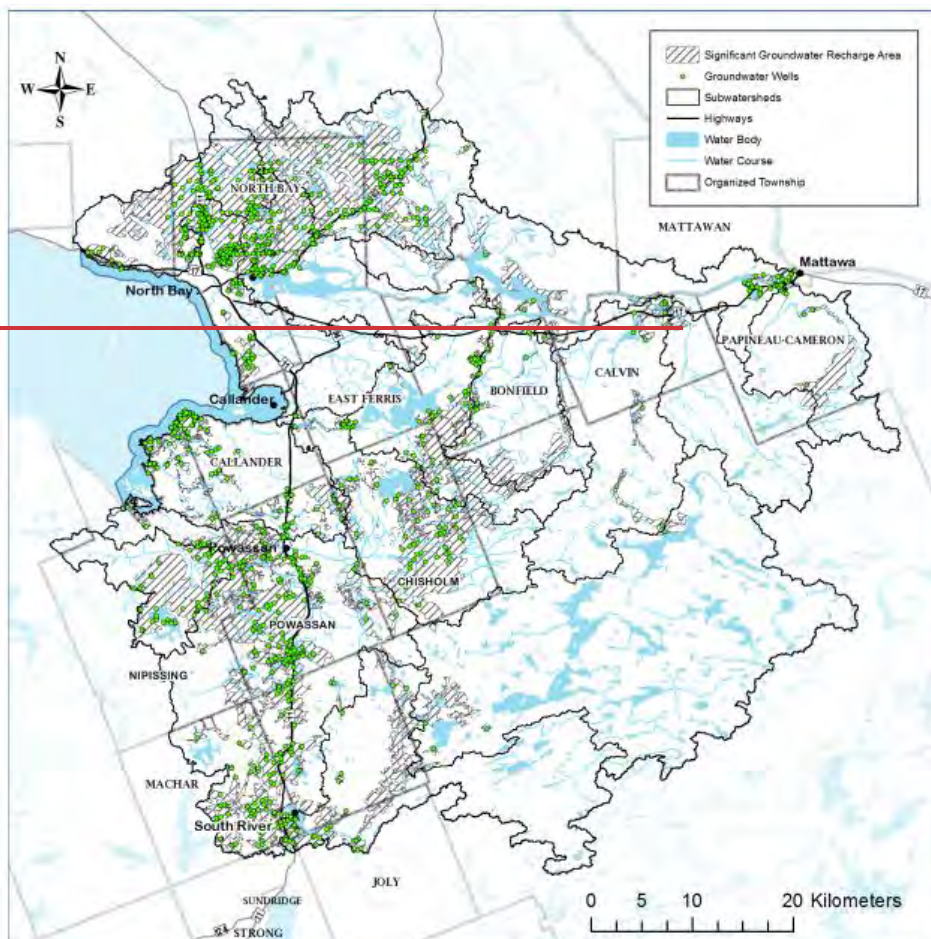 N
W E
S
Significant Groundwater Recharge Area
Groundwater Wells
Subwatersheds
Highways
Water Body
Water Course
Organized Township
NORTH BAY
MATTAWAN
Mattawa
17
North Bay
PAPINEAU-CAMERON
CALVIN
BONFIELD
EAST FERRIS
Callander
CALLANDER
Powassan
CHISHOLM
POWASSAN
NIPISSING
MACHAR
South River
JOLY
SUNDRIDGE
STRONG
0 5 10 20 Kilometers